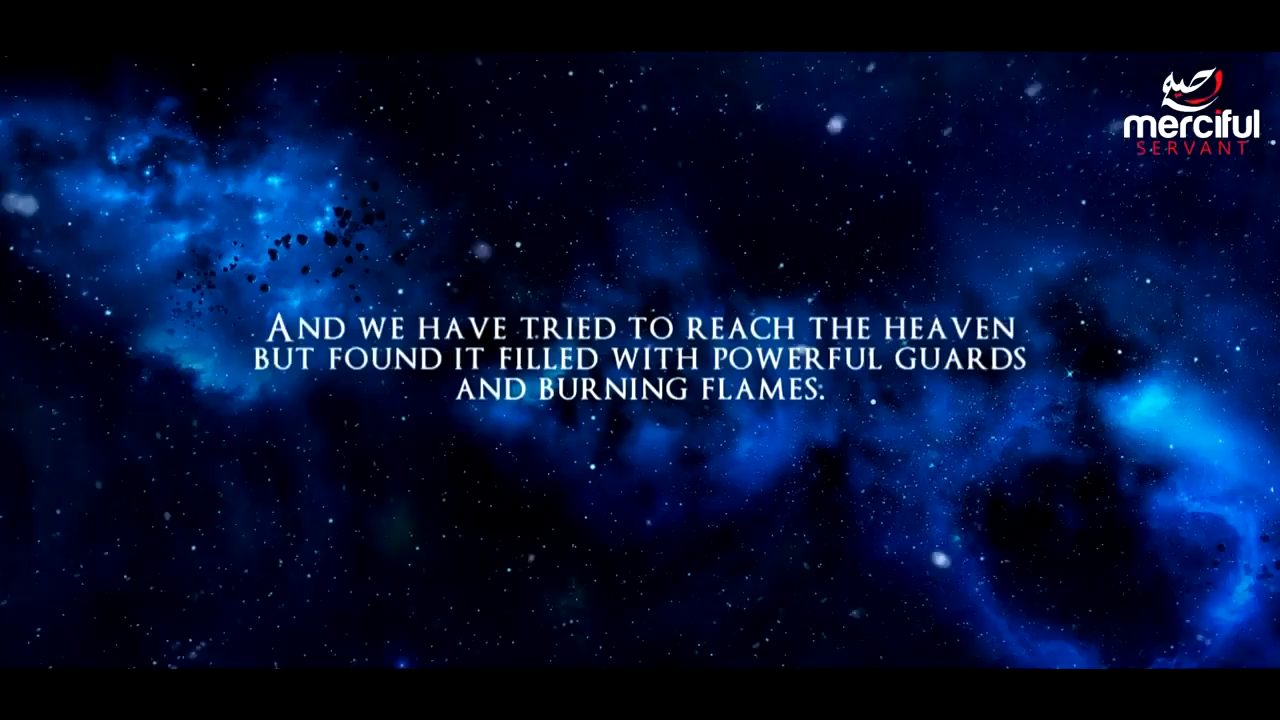 merciful
SERVANT
AND WE HAVE TRIED TO REACH THE HEAVEN
BUT FOUND IT FILLED WITH POWERFUL GUARDS
AND BURNING FLAMES.